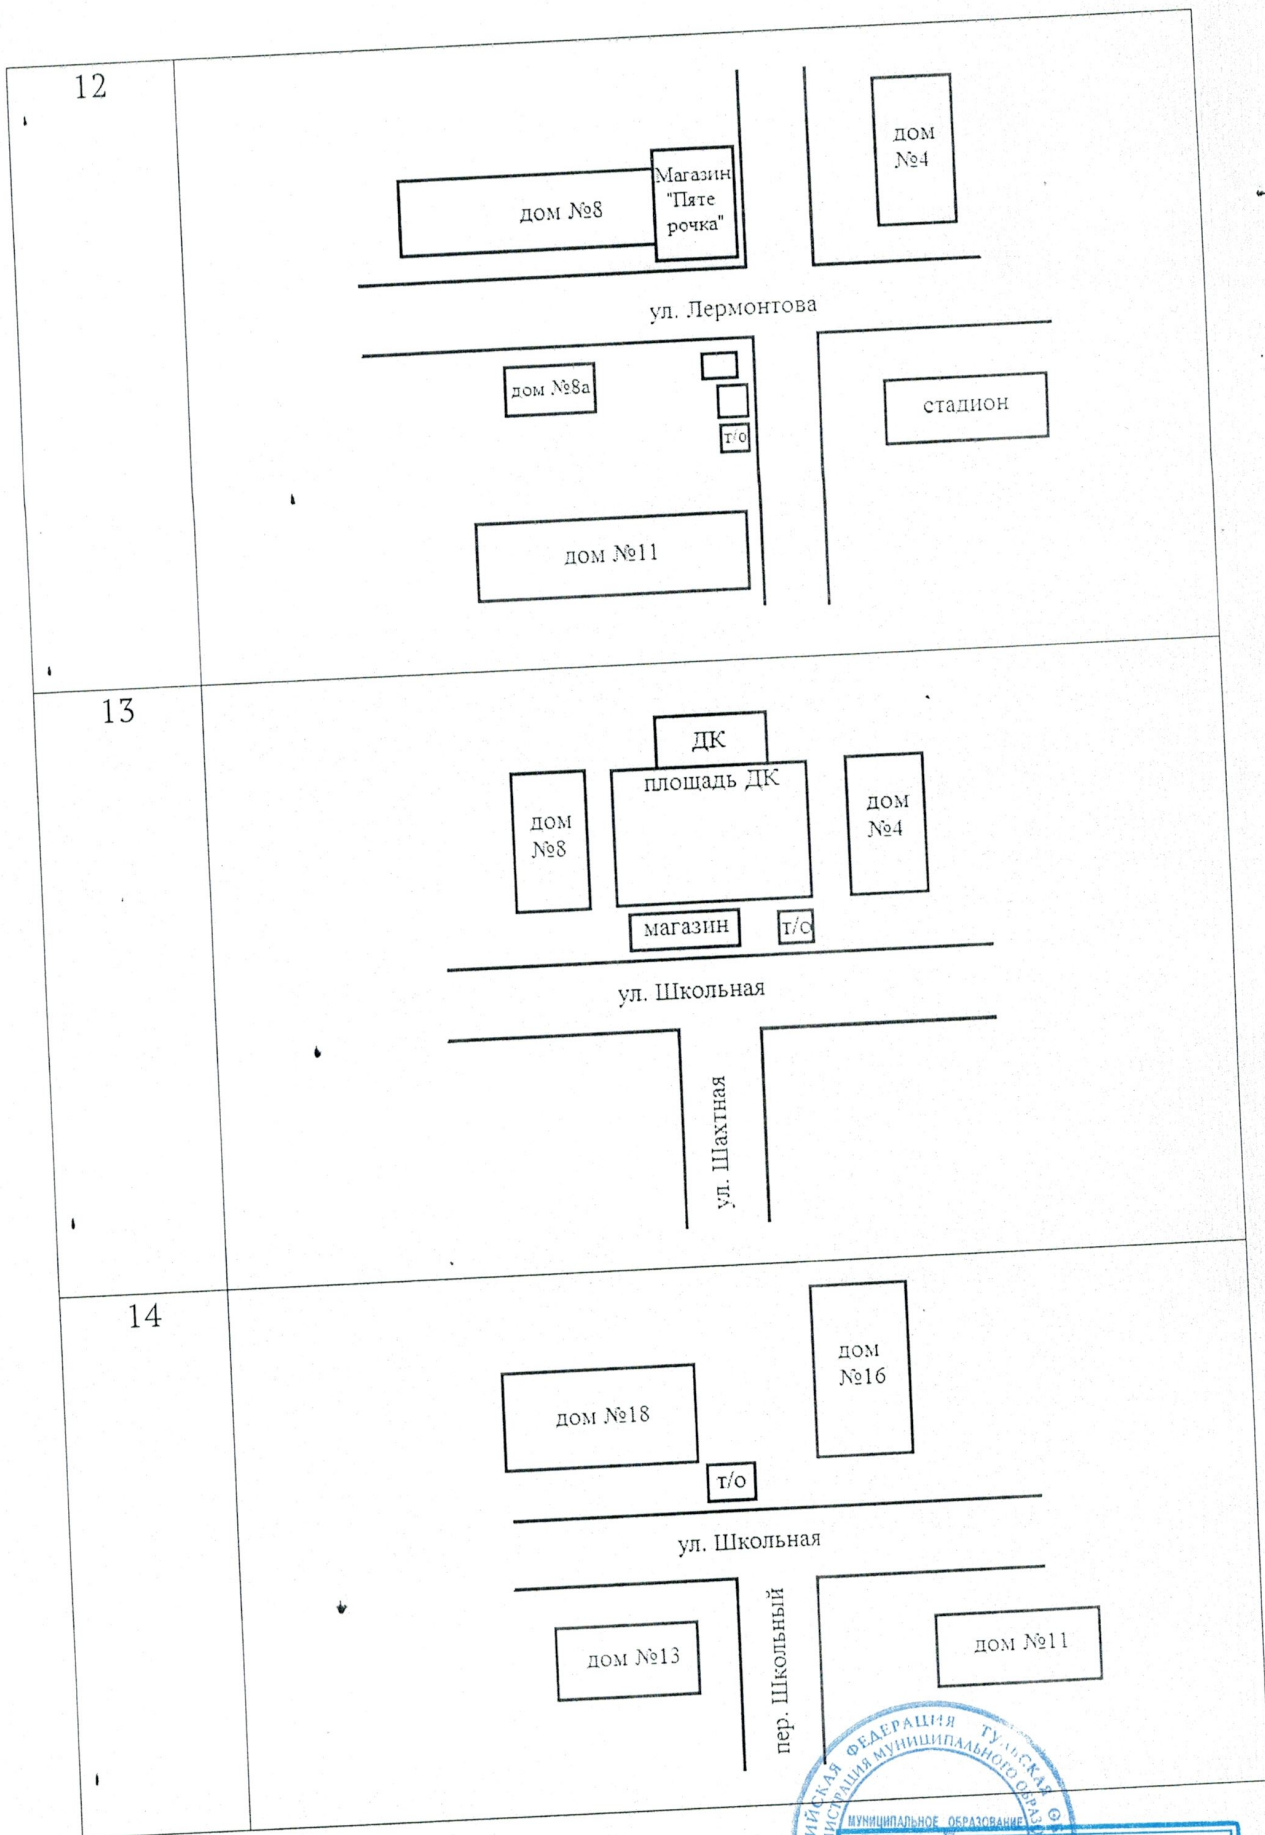 12
дом
№4
Магазин
"Пяте
рочка"
дом №8
ул. Лермонтова
дом №8а
т/о
стадион
дом №11
13
ДК
площадь ДК
дом
№8
дом
№4
магазин
т/о
ул. Школьная
ул. Шахтная
14
дом
№16
дом №18
т/о
ул. Школьная
пер. Школьный
дом №13
дом №11
ФЕДЕРАЦИЯ
МУНИЦИПАЛЬНОГО
МУНИЦИПАЛЬНОЕ ОБРАЗОВАНИЕ